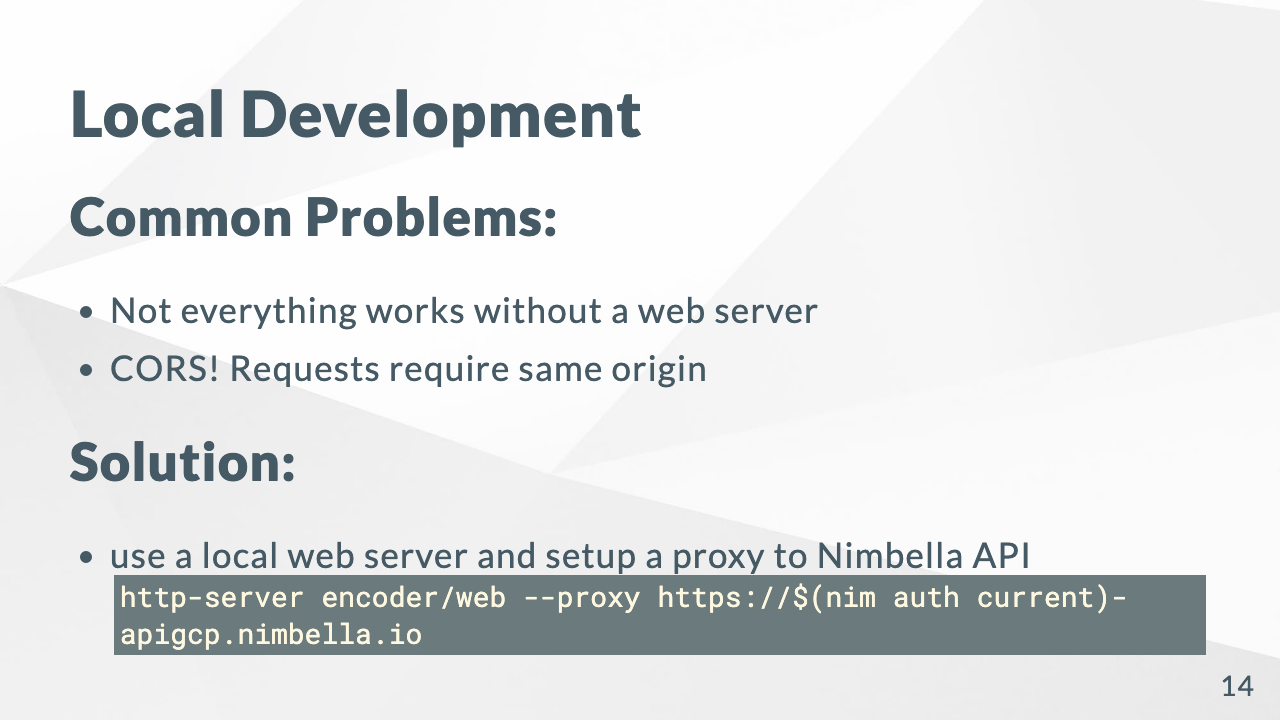 Local Development
Common Problems:
• Not everything works without a web server
• CORS! Requests require same origin
Solution:
• use a local web server and setup a proxy to Nimbella API
http-server encoder/web --proxy https://$(nim auth current)-
apigcp.nimbella.io
14